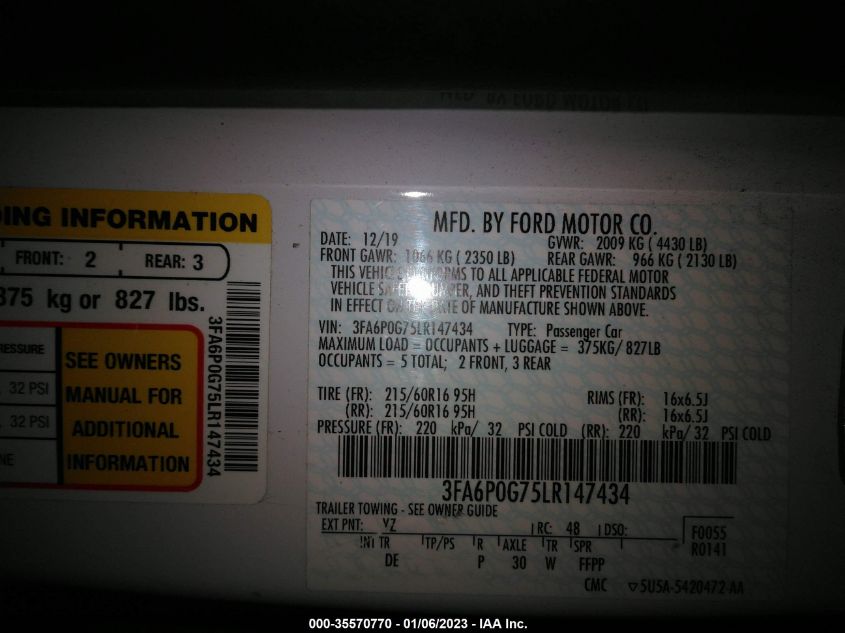 DING INFORMATION
FRONT: 2 REAR: 3
375 kg or 827 lbs.
RESSURE
32 PSI
32 PSI
NE
SEE OWNERS
MANUAL FOR
ADDITIONAL
INFORMATION
3FA6P0G75LR147434
MFD. BY FORD MOTOR CO.
DATE: 12/19 GVWR: 2009 KG ( 4430 LB)
FRONT GAWR: 1066 KG ( 2350 LB) REAR GAWR: 966 KG ( 2130 LB)
THIS VEHIC TO ALL APPLICABLE FEDERAL MOTOR
VEHICLE AND THEFT PREVENTION STANDARDS
IN EFFECT ON THE DATE OF MANUFACTURE SHOWN ABOVE.
VIN: 3FA6P0G75LR147434 TYPE: Passenger Car
MAXIMUM LOAD = OCCUPANTS + LUGGAGE = 375KG/ 827LB
OCCUPANTS = 5 TOTAL; 2 FRONT, 3 REAR
TIRE (FR): 215/60R16 95H RIMS (FR): 16x6.5J
(RR): 215/60R16 95H (RR): 16x6.5J
PRESSURE (FR): 220 kPa/ 32 PSI COLD (RR): 220 kPa/ 32 PSI COLD
3FA6P0G75LR147434
TRAILER TOWING - SEE OWNER GUIDE
EXT PNT: YZ RC: 48 DSO: F0055
INT TR TP/PS R AXLE TR SPR R0141
DE P 30 W FFPP
CMC ▽5U5A-5420472-AA
000-35570770 - 01/06/2023 - IAA Inc.